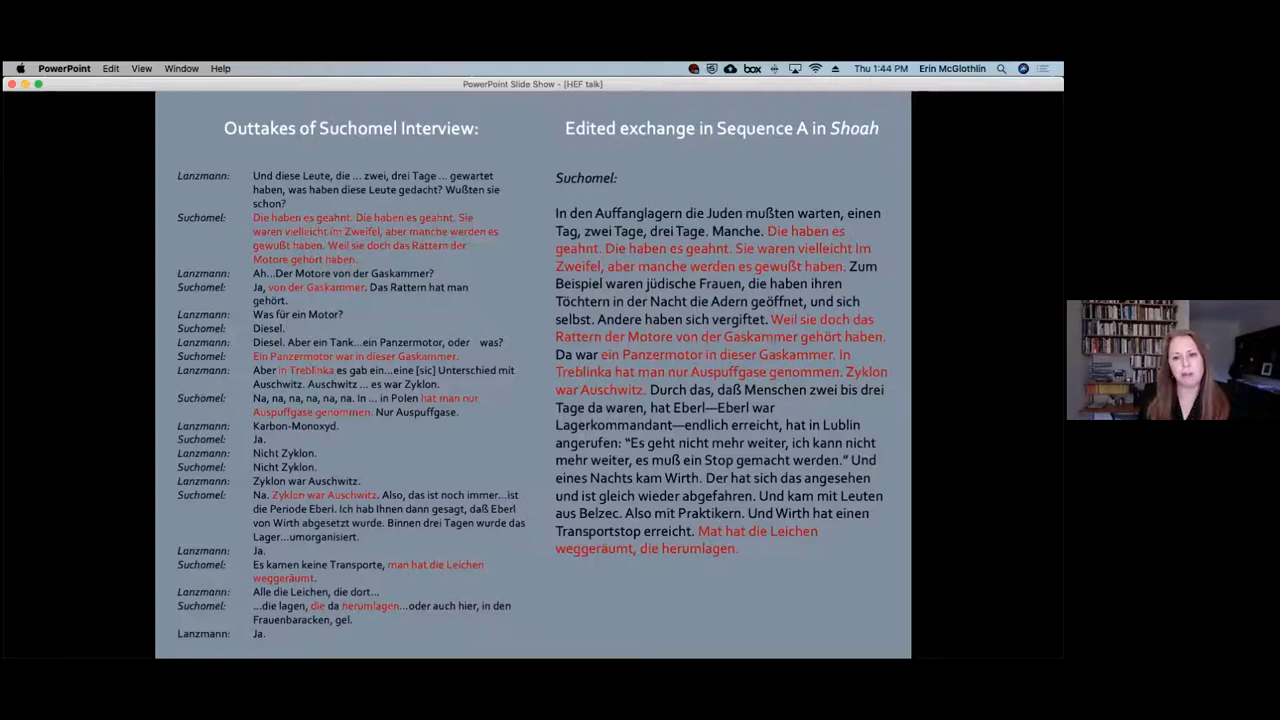 PowerPoint Edit View Window Help box Thu 1:44 PM Erin McGlothlin
PowerPoint Slide Show - [HEF talk]
Outtakes of Suchomel Interview:
Lanzmann: Und diese Leute, die ... zwei, drei Tage ... gewartet
haben, was haben diese Leute gedacht? Wußten sie
schon?
Suchomel: Die haben es geahnt. Die haben es geahnt. Sie
waren vielleicht im Zweifel, aber manche werden es
gewußt haben. Weil sie doch das Rattern der
Motore gehört haben.
Lanzmann: Ah...Der Motore von der Gaskammer?
Suchomel: Ja, von der Gaskammer. Das Rattern hat man
gehört.
Lanzmann: Was für ein Motor?
Suchomel: Diesel.
Lanzmann: Diesel. Aber ein Tank...ein Panzermotor, oder was?
Suchomel: Ein Panzermotor war in dieser Gaskammer.
Lanzmann: Aber in Treblinka es gab ein...eine [sic] Unterschied mit
Auschwitz. Auschwitz ... es war Zyklon.
Suchomel: Na, na, na, na, na, na. In ... in Polen hat man nur
Auspuffgase genommen. Nur Auspuffgase.
Lanzmann: Karbon-Monoxyd.
Suchomel: Ja.
Lanzmann: Nicht Zyklon.
Suchomel: Nicht Zyklon.
Lanzmann: Zyklon war Auschwitz.
Suchomel: Na. Zyklon war Auschwitz. Also, das ist noch immer...ist
die Periode Eberl. Ich hab Ihnen dann gesagt, daß Eberl
von Wirth abgesetzt wurde. Binnen drei Tagen wurde das
Lager...umorganisiert.
Lanzmann: Ja.
Suchomel: Es kamen keine Transporte, man hat die Leichen
weggeräumt.
Lanzmann: Alle die Leichen, die dort...
Suchomel: ...die lagen, die da herumlagen...oder auch hier, in den
Frauenbaracken, gel.
Lanzmann: Ja.
Edited exchange in Sequence A in Shoah
Suchomel:
In den Auffanglagern die Juden mußten warten, einen
Tag, zwei Tage, drei Tage. Manche. Die haben es
geahnt. Die haben es geahnt. Sie waren vielleicht im
Zweifel, aber manche werden es gewußt haben. Zum
Beispiel waren jüdische Frauen, die haben ihren
Töchtern in der Nacht die Adern geöffnet, und sich
selbst. Andere haben sich vergiftet. Weil sie doch das
Rattern der Motore von der Gaskammer gehört haben.
Da war ein Panzermotor in dieser Gaskammer. In
Treblinka hat man nur Auspuffgase genommen. Zyklon
war Auschwitz. Durch das, daß Menschen zwei bis drei
Tage da waren, hat Eberl—Eberl war
Lagerkommandant—endlich erreicht, hat in Lublin
angerufen: “Es geht nicht mehr weiter, ich kann nicht
mehr weiter, es muß ein Stop gemacht werden.” Und
eines Nachts kam Wirth. Der hat sich das angesehen
und ist gleich wieder abgefahren. Und kam mit Leuten
aus Belzec. Also mit Praktikern. Und Wirth hat einen
Transportstop erreicht. Mat hat die Leichen
weggeräumt, die herumlagen.